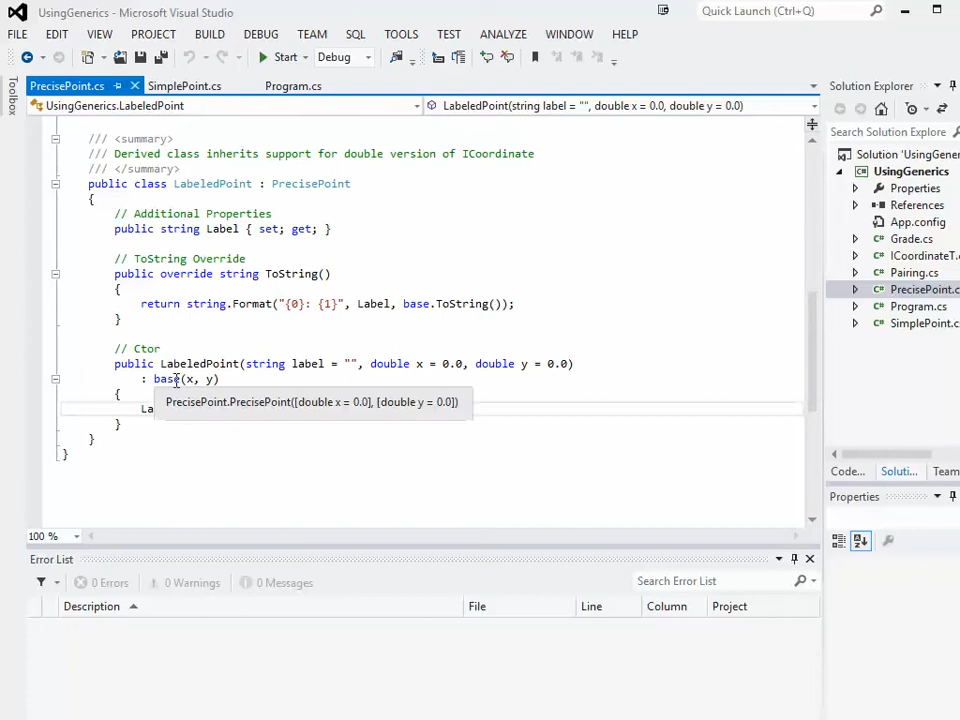 UsingGenerics - Microsoft Visual Studio
Quick Launch (Ctrl+Q)
FILE EDIT VIEW PROJECT BUILD DEBUG TEAM SQL TOOLS TEST ANALYZE WINDOW HELP
Start Debug
Toolbox
PrecisePoint.cs SimplePoint.cs Program.cs
UsingGenerics.LabeledPoint LabeledPoint(string label = "", double x = 0.0, double y = 0.0)
/// <summary>
/// Derived class inherits support for double version of ICoordinate
/// </summary>
public class LabeledPoint : PrecisePoint
{
// Additional Properties
public string Label { set; get; }
// ToString Override
public override string ToString()
{
return string.Format("{0}: {1}", Label, base.ToString());
}
// Ctor
public LabeledPoint(string label = "", double x = 0.0, double y = 0.0)
: base(x, y)
{
PrecisePoint.PrecisePoint([double x = 0.0], [double y = 0.0])
La
}
}
}
100 %
Error List
0 Errors 0 Warnings 0 Messages
Search Error List
Description File Line Column Project
Solution Explorer
Search Solution Explorer
Solution 'UsingGener
UsingGenerics
Properties
References
App.config
Grade.cs
ICoordinateT.c
Pairing.cs
PrecisePoint.c
Program.cs
SimplePoint.cs
Code... Soluti... Team
Properties